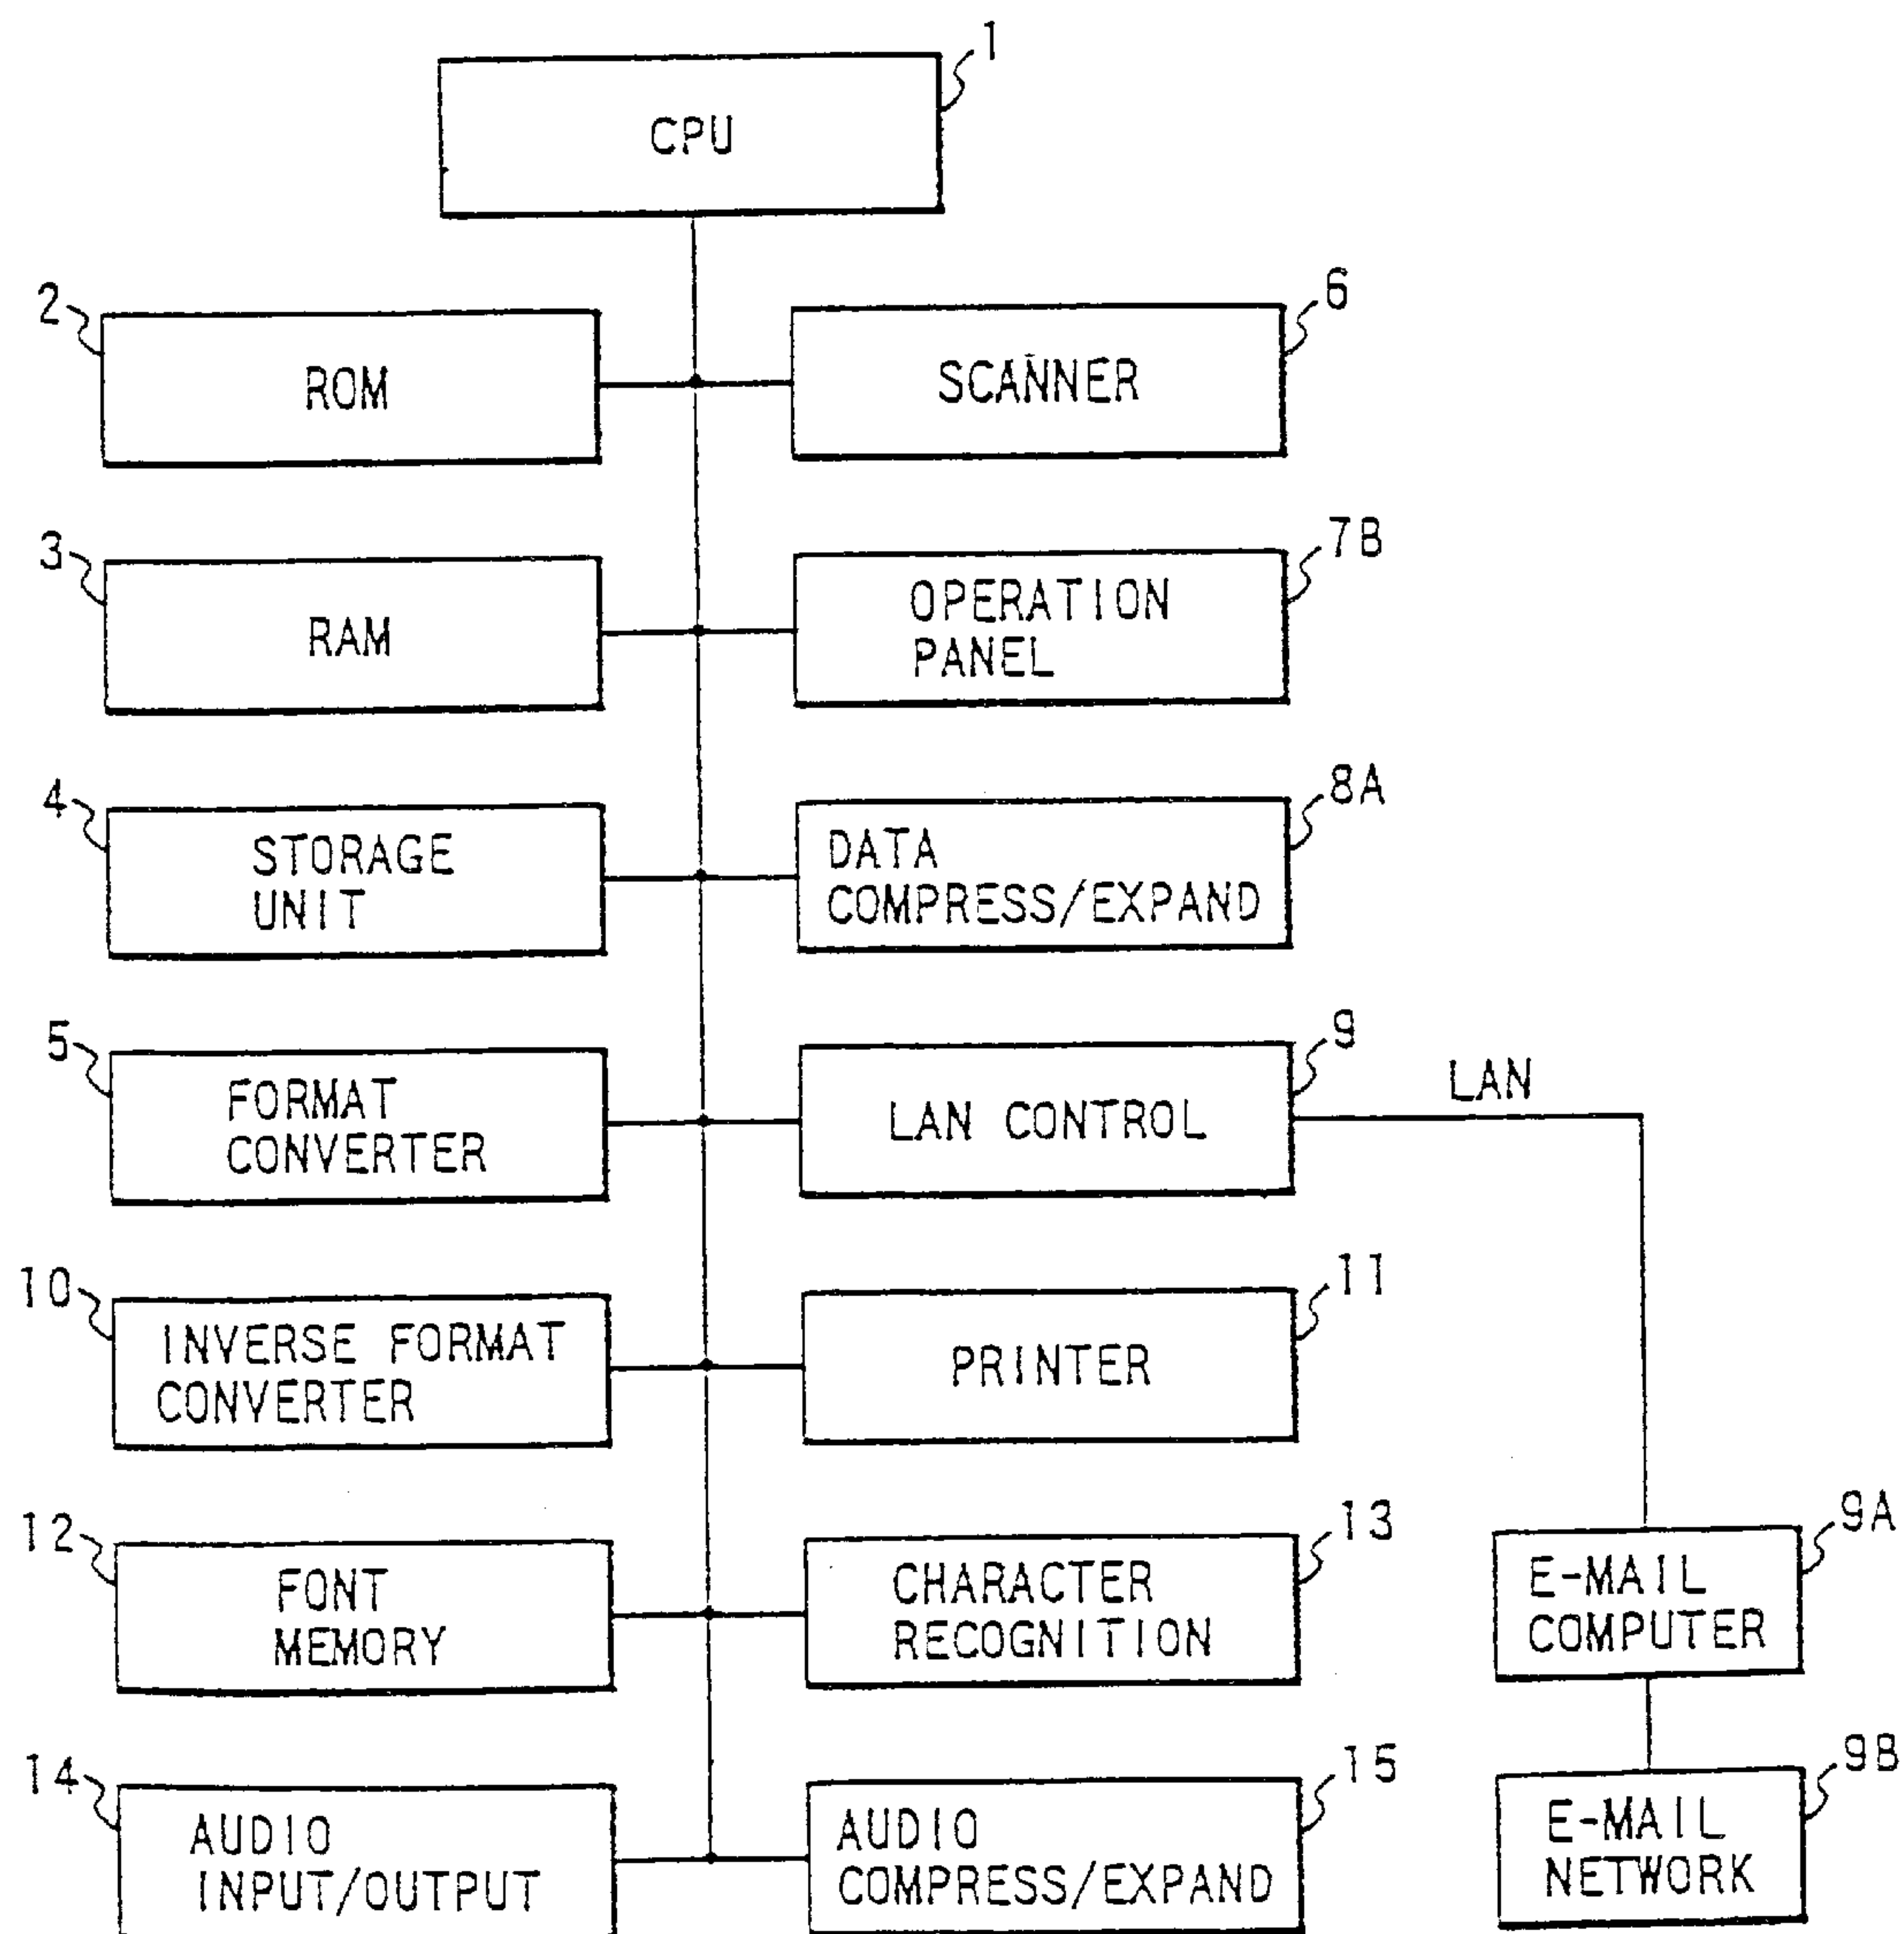 1
CPU
2
ROM
6
SCANNER
3
RAM
7B
OPERATION
PANEL
4
STORAGE
UNIT
8A
DATA
COMPRESS/EXPAND
5
FORMAT
CONVERTER
9
LAN CONTROL
LAN
10
INVERSE FORMAT
CONVERTER
11
PRINTER
12
FONT
MEMORY
13
CHARACTER
RECOGNITION
9A
E-MAIL
COMPUTER
14
AUDIO
INPUT/OUTPUT
15
AUDIO
COMPRESS/EXPAND
9B
E-MAIL
NETWORK